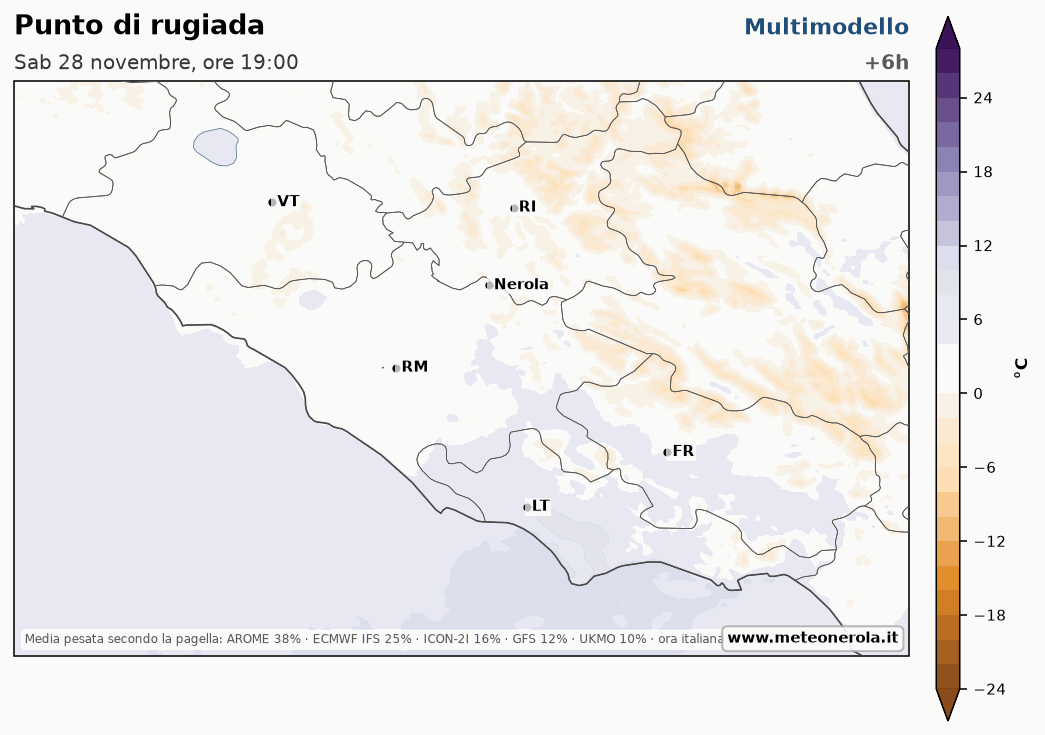 Punto di rugiada
Multimodello
Sab 28 novembre, ore 19:00
+6h
VT
RI
Nerola
RM
FR
LT
24
18
12
6
0
−6
−12
−18
−24
°C
Media pesata secondo la pagella: AROME 38% · ECMWF IFS 25% · ICON-2I 16% · GFS 12% · UKMO 10% · ora italiana
www.meteonerola.it